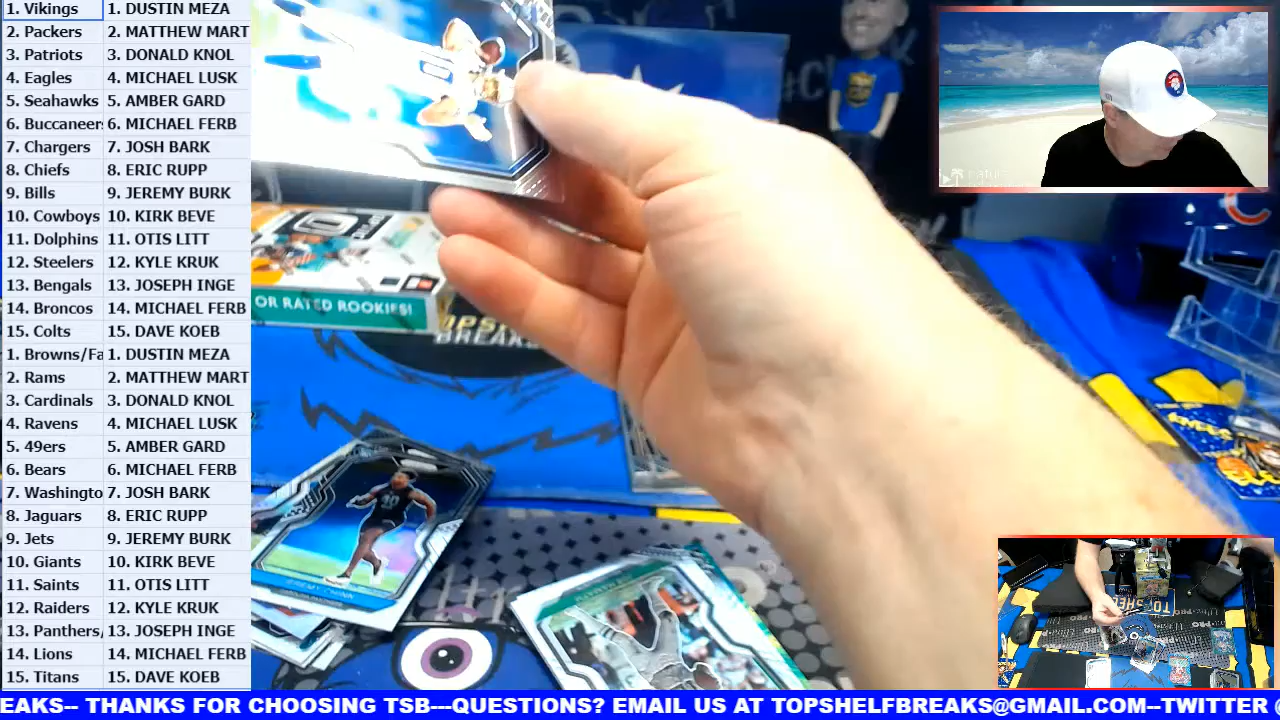 1. Vikings 1. DUSTIN MEZA
2. Packers 2. MATTHEW MART
3. Patriots 3. DONALD KNOL
4. Eagles 4. MICHAEL LUSK
5. Seahawks 5. AMBER GARD
6. Buccaneers 6. MICHAEL FERB
7. Chargers 7. JOSH BARK
8. Chiefs 8. ERIC RUPP
9. Bills 9. JEREMY BURK
10. Cowboys 10. KIRK BEVE
11. Dolphins 11. OTIS LITT
12. Steelers 12. KYLE KRUK
13. Bengals 13. JOSEPH INGE
14. Broncos 14. MICHAEL FERB
15. Colts 15. DAVE KOEB
1. Browns/Fa 1. DUSTIN MEZA
2. Rams 2. MATTHEW MART
3. Cardinals 3. DONALD KNOL
4. Ravens 4. MICHAEL LUSK
5. 49ers 5. AMBER GARD
6. Bears 6. MICHAEL FERB
7. Washingto 7. JOSH BARK
8. Jaguars 8. ERIC RUPP
9. Jets 9. JEREMY BURK
10. Giants 10. KIRK BEVE
11. Saints 11. OTIS LITT
12. Raiders 12. KYLE KRUK
13. Panthers/ 13. JOSEPH INGE
14. Lions 14. MICHAEL FERB
15. Titans 15. DAVE KOEB
OR RATED ROOKIES!
JEREMY CHINN
CAROLINA PANTHERS
EAKS-- THANKS FOR CHOOSING TSB---QUESTIONS? EMAIL US AT TOPSHELFBREAKS@GMAIL.COM--TWITTER @